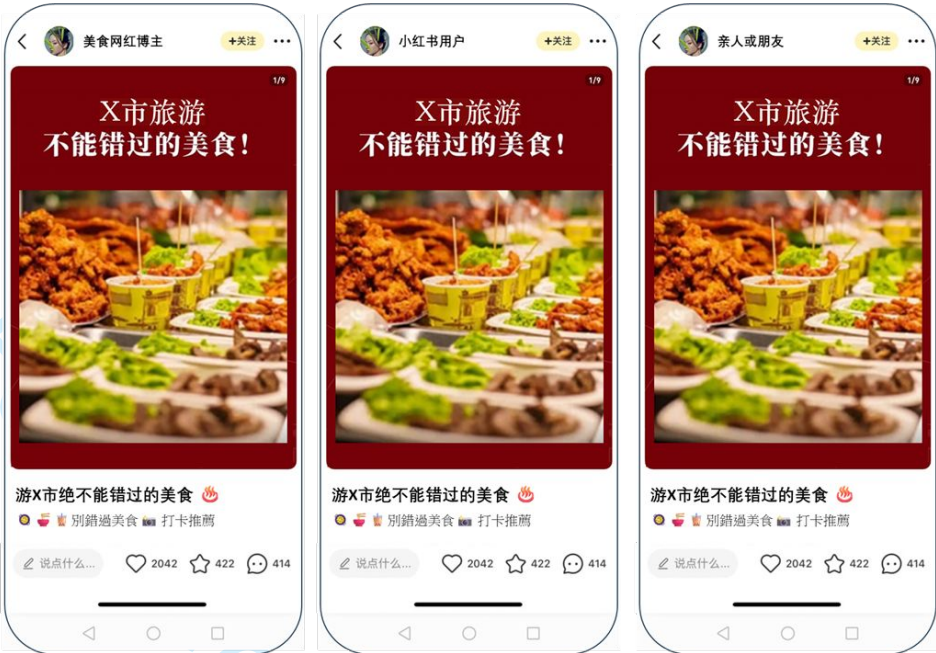 美食网红博主
+关注
1/9
X市旅游
不能错过的美食!
游X市绝不能错过的美食
別錯過美食 打卡推薦
说点什么...
2042
422
414
小红书用户
+关注
1/9
X市旅游
不能错过的美食!
游X市绝不能错过的美食
別錯過美食 打卡推薦
说点什么...
2042
422
414
亲人或朋友
+关注
1/9
X市旅游
不能错过的美食!
游X市绝不能错过的美食
別錯過美食 打卡推薦
说点什么...
2042
422
414